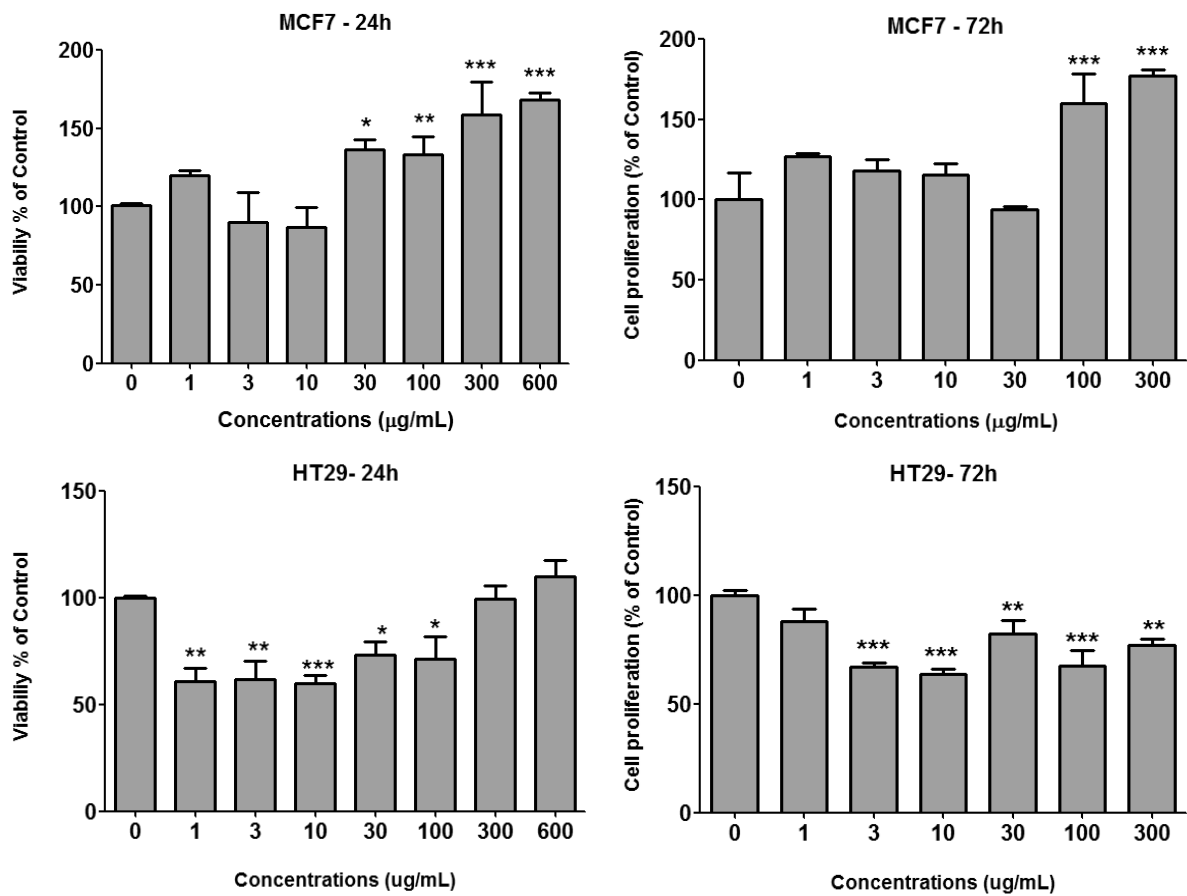 MCF7 - 24h
Viabiliy % of Control
200
150
100
50
0
* ** *** ***
0 1 3 10 30 100 300 600
Concentrations (μg/mL)
MCF7 - 72h
Cell proliferation (% of Control)
200
150
100
50
0
*** ***
0 1 3 10 30 100 300
Concentrations (μg/mL)
HT29- 24h
Viabiliy % of Control
150
100
50
0
** ** *** * *
0 1 3 10 30 100 300 600
Concentrations (ug/mL)
HT29- 72h
Cell proliferation (% of Control)
150
100
50
0
*** *** ** *** **
0 1 3 10 30 100 300
Concentrations (ug/mL)